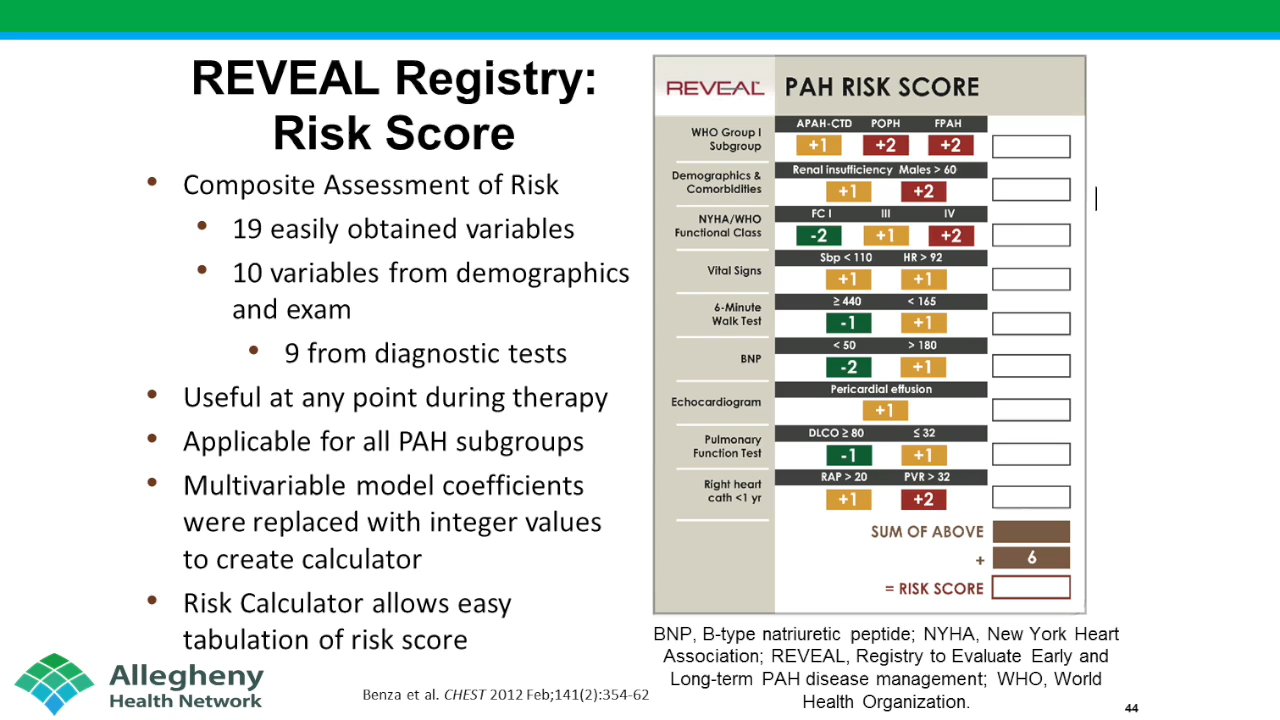 REVEAL Registry:
Risk Score
• Composite Assessment of Risk
• 19 easily obtained variables
• 10 variables from demographics
and exam
• 9 from diagnostic tests
• Useful at any point during therapy
• Applicable for all PAH subgroups
• Multivariable model coefficients
were replaced with integer values
to create calculator
• Risk Calculator allows easy
tabulation of risk score
REVEAL™ PAH RISK SCORE
WHO Group I
Subgroup
APAH-CTD POPH FPAH
+1 +2 +2
Demographics &
Comorbidities
Renal insufficiency Males > 60
+1 +2
NYHA/WHO
Functional Class
FC I III IV
-2 +1 +2
Vital Signs
Sbp < 110 HR > 92
+1 +1
6-Minute
Walk Test
≥ 440 < 165
-1 +1
BNP
< 50 > 180
-2 +1
Echocardiogram
Pericardial effusion
+1
Pulmonary
Function Test
DLCO ≥ 80 ≤ 32
-1 +1
Right heart
cath <1 yr
RAP > 20 PVR > 32
+1 +2
SUM OF ABOVE
+ 6
= RISK SCORE
BNP, B-type natriuretic peptide; NYHA, New York Heart
Association; REVEAL, Registry to Evaluate Early and
Long-term PAH disease management; WHO, World
Health Organization.
Allegheny
Health Network
Benza et al. CHEST 2012 Feb;141(2):354-62
44